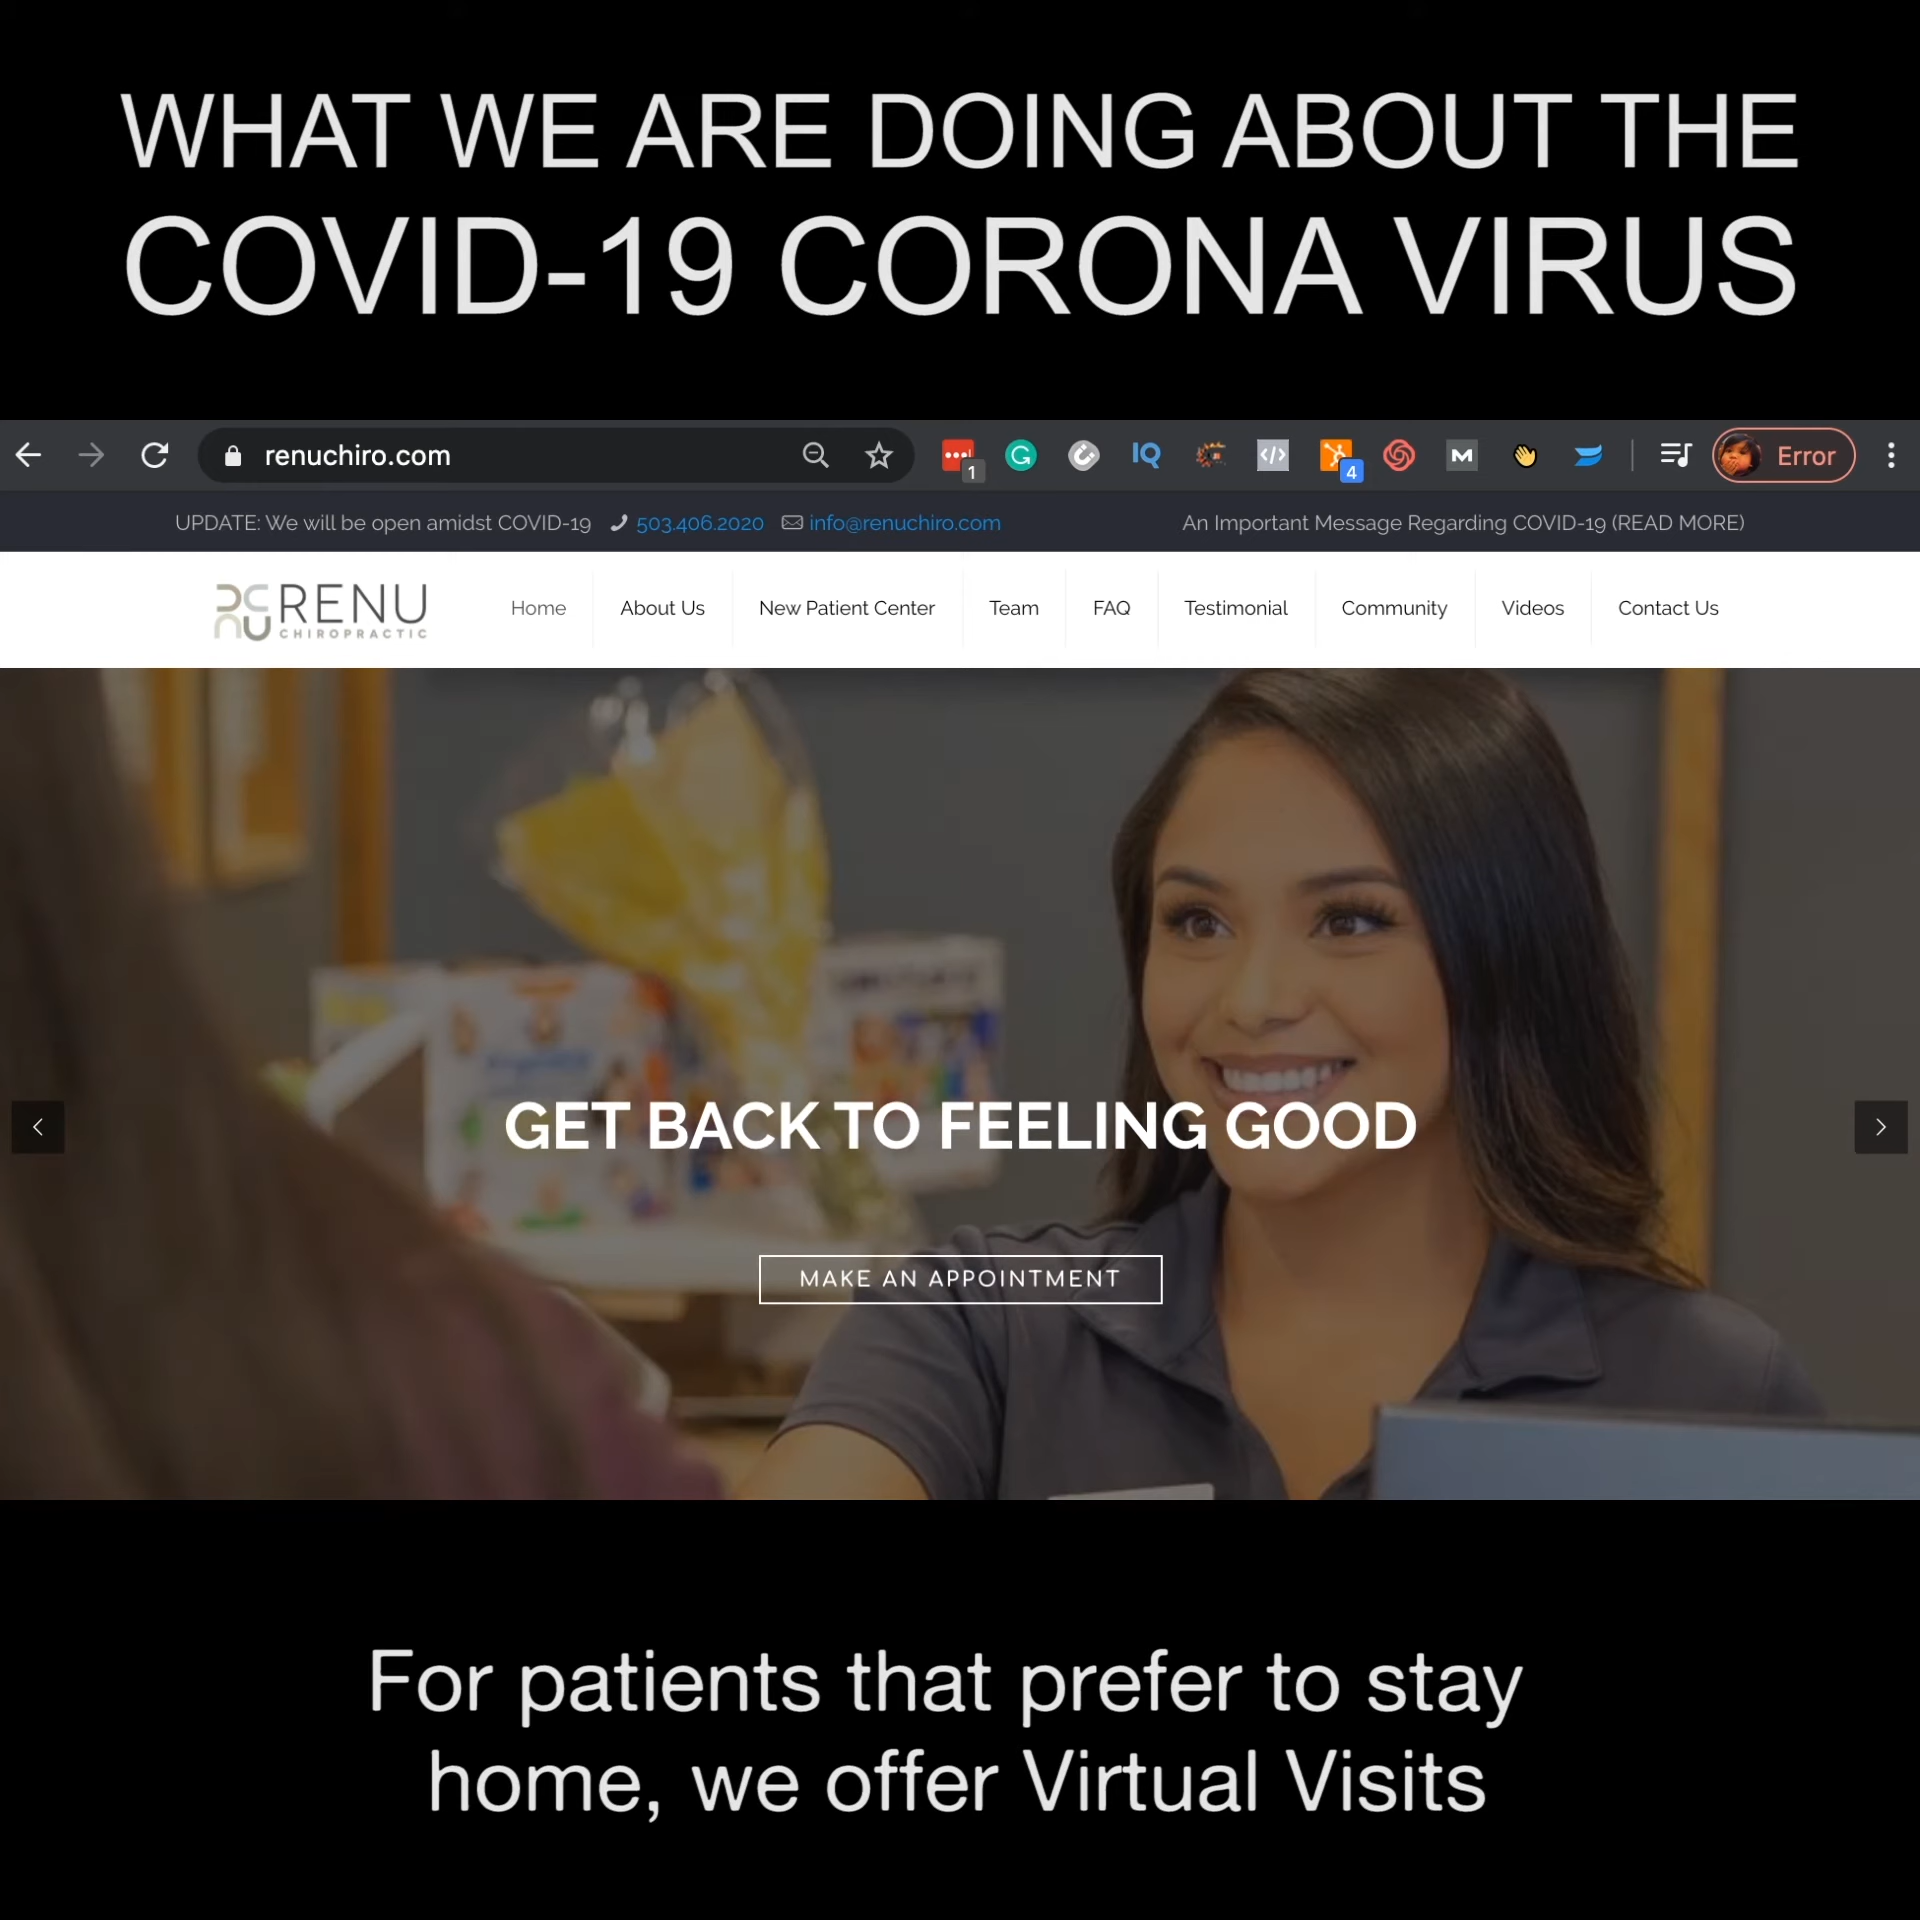 WHAT WE ARE DOING ABOUT THE
COVID-19 CORONA VIRUS
renuchiro.com
1
IQ
4
Error
UPDATE: We will be open amidst COVID-19 503.406.2020 info@renuchiro.com An Important Message Regarding COVID-19 (READ MORE)
RENU
CHIROPRACTIC
Home About Us New Patient Center Team FAQ Testimonial Community Videos Contact Us
GET BACK TO FEELING GOOD
MAKE AN APPOINTMENT
For patients that prefer to stay
home, we offer Virtual Visits